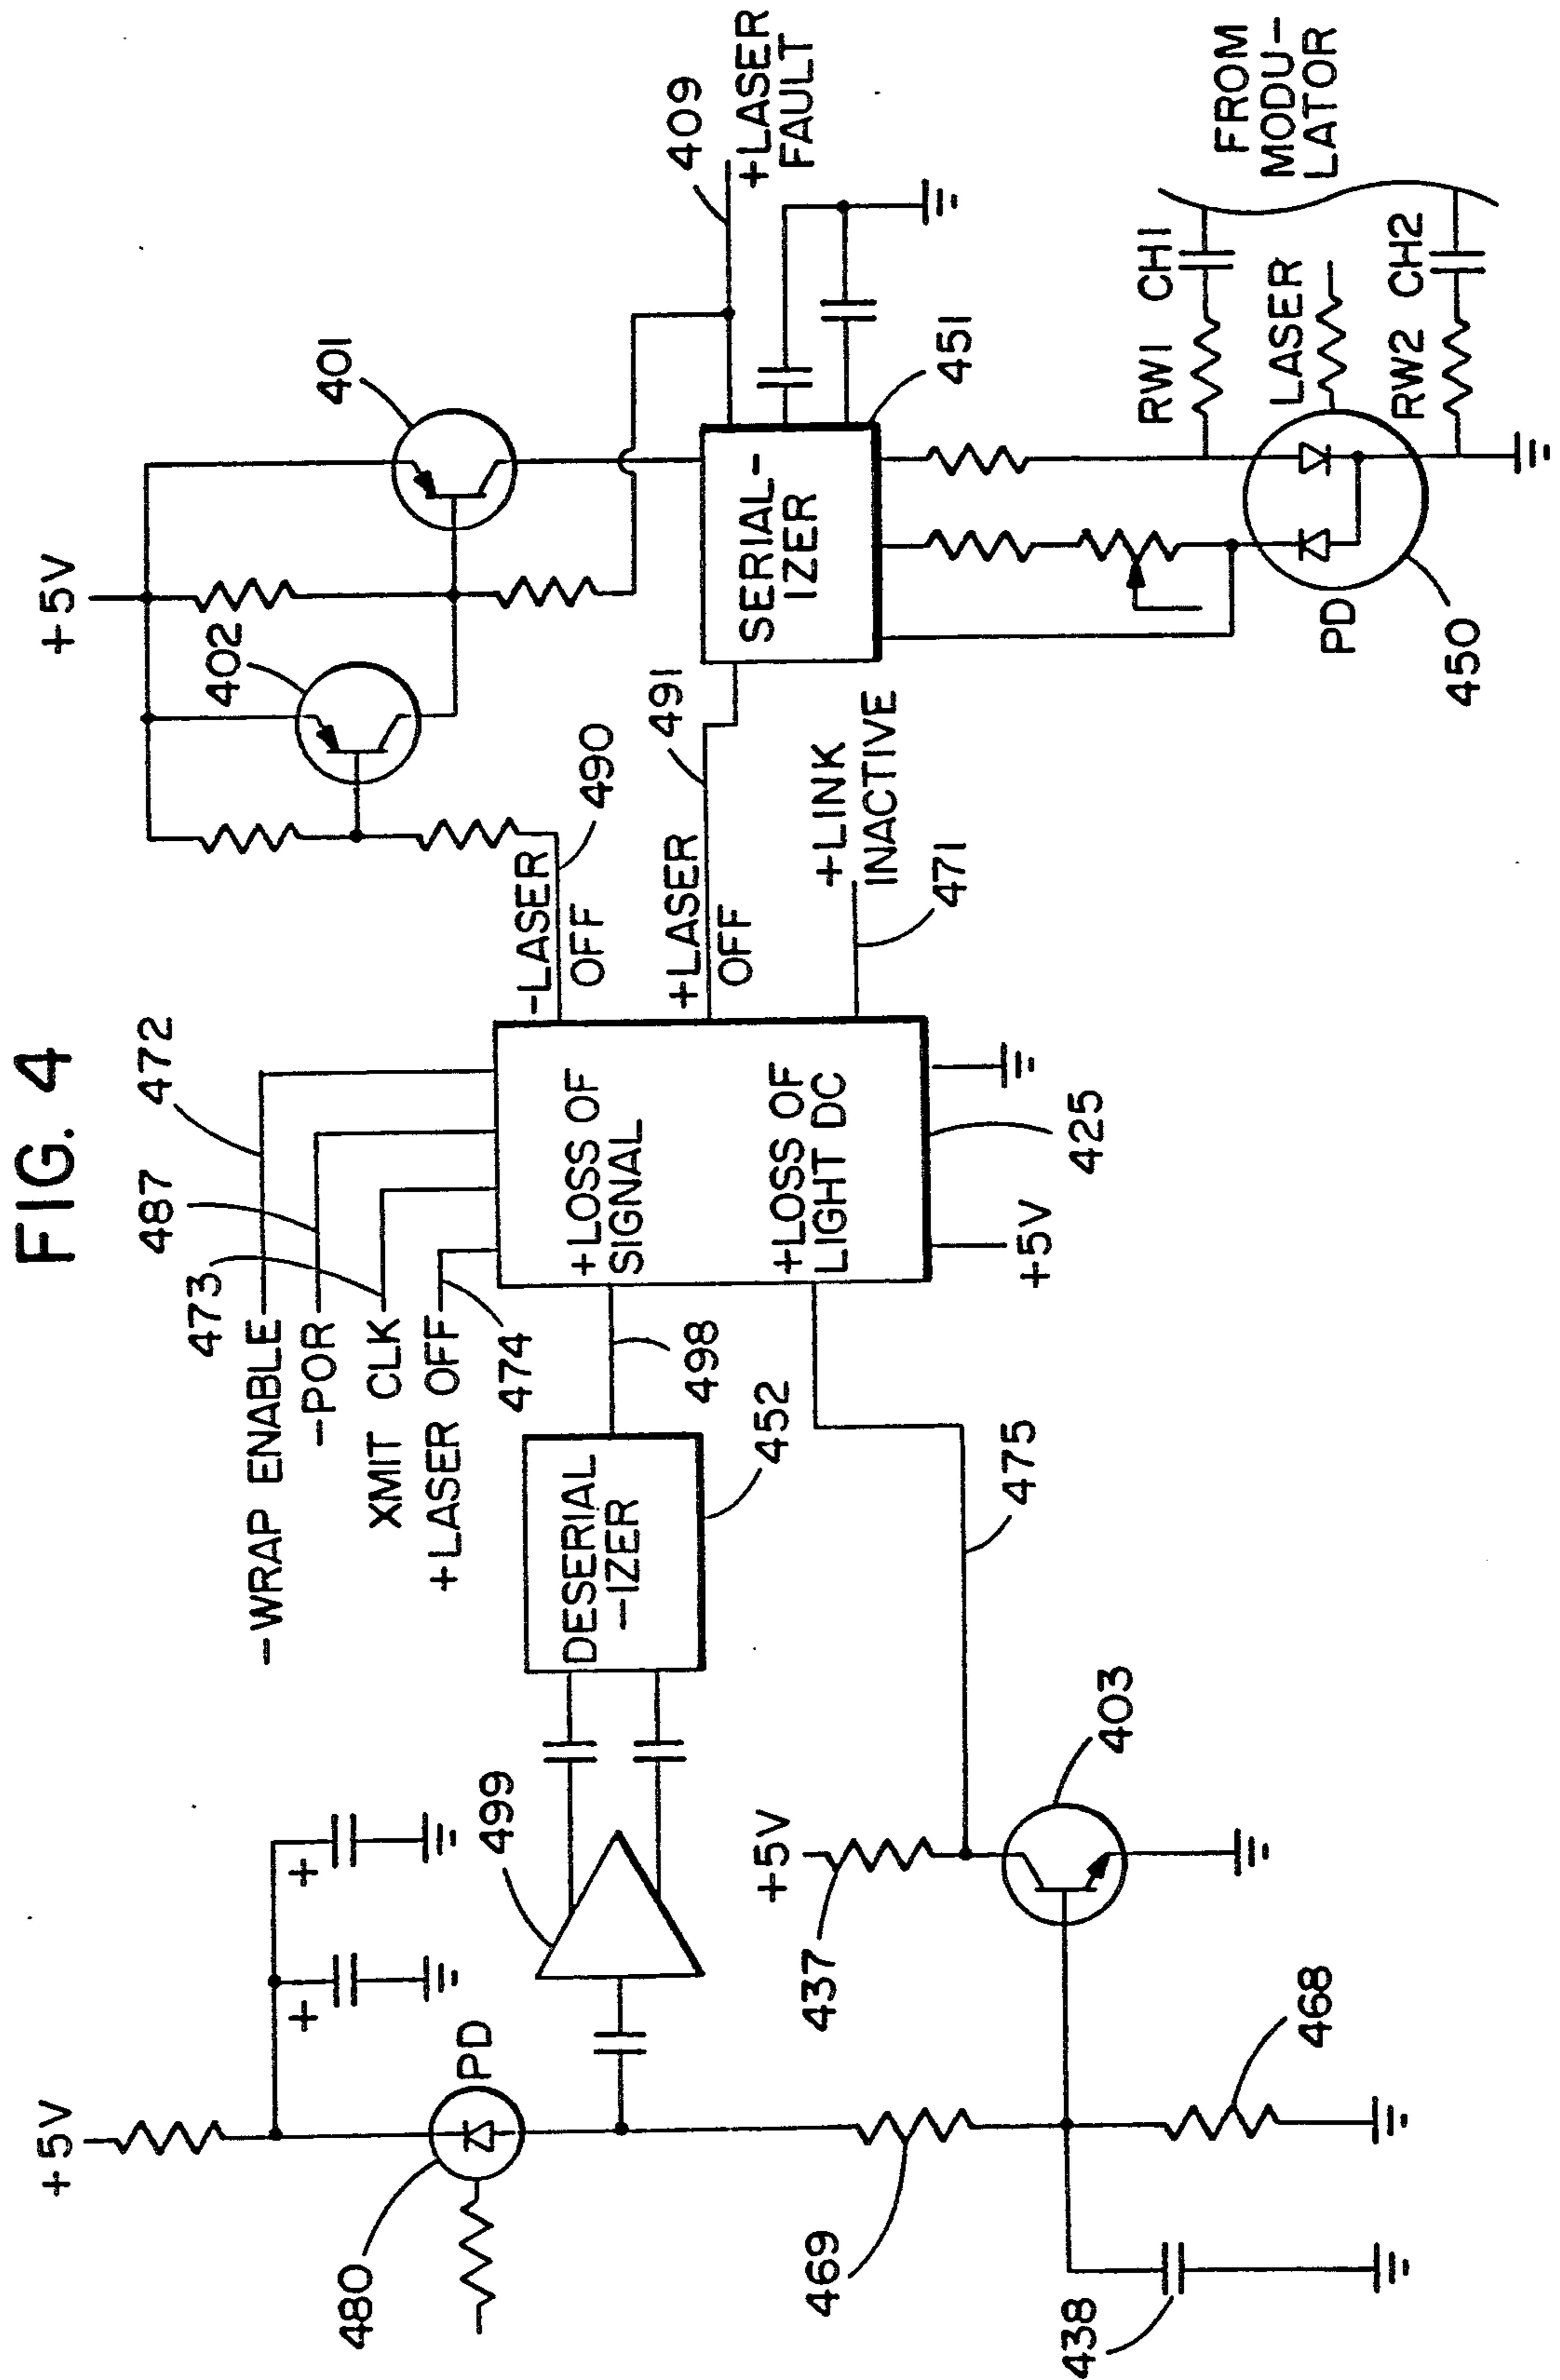 FIG. 4
+5V
480
PD
+
+
499
469
438
468
+5V
437
403
475
DESERIAL
-IZER
452
498
-WRAP ENABLE
-POR
XMIT CLK
+LASER OFF
472
487
473
474
+LOSS OF
SIGNAL
+LOSS OF
LIGHT DC
+5V
425
-LASER
OFF
490
+LASER
OFF
491
+LINK
INACTIVE
471
+5V
402
401
SERIAL-
IZER
451
409
+LASER
FAULT
PD
450
RW1 CH1
LASER
RW2 CH2
FROM
MODU-
LATOR